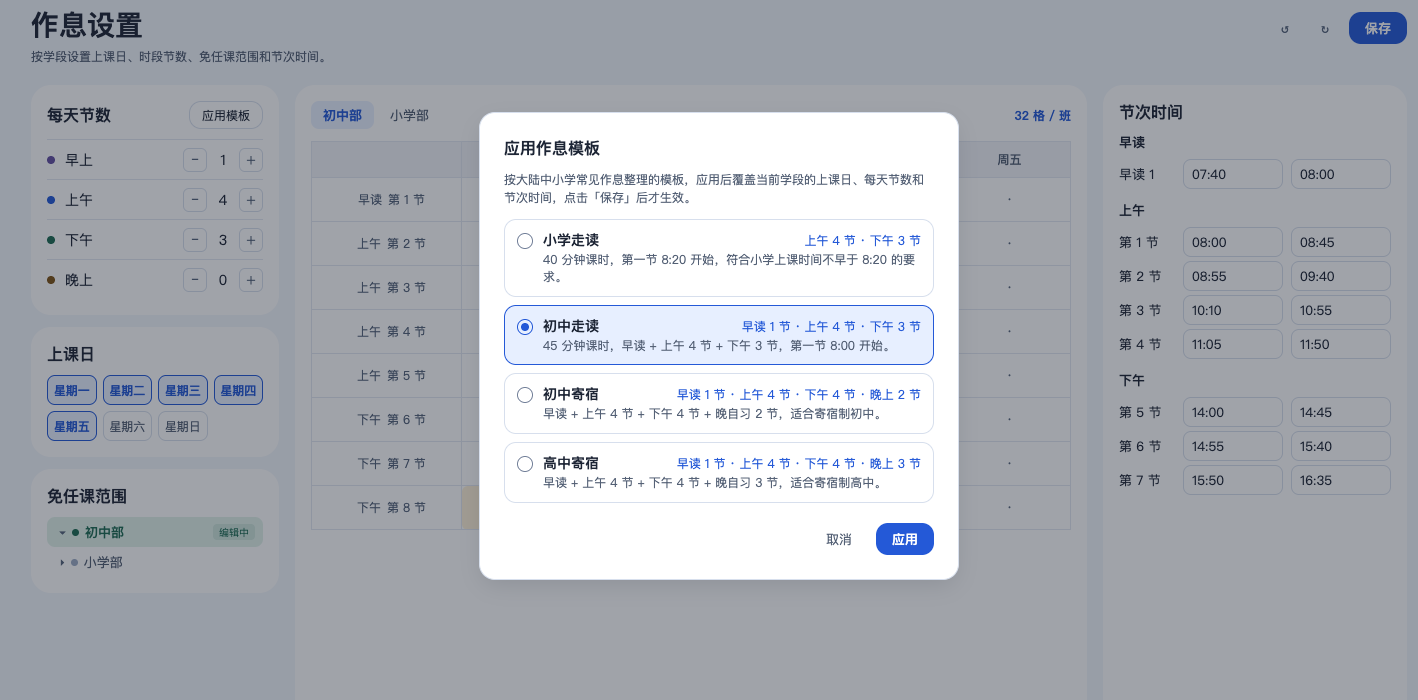 作息设置
按学段设置上课日、时段节数、免任课范围和节次时间。
↺ ↻ 保存
每天节数 应用模板
早上 − 1 +
上午 − 4 +
下午 − 3 +
晚上 − 0 +
上课日
星期一 星期二 星期三 星期四
星期五 星期六 星期日
免任课范围
初中部 编辑中
小学部
初中部 小学部 32 格 / 班
周五
早读 第 1 节
上午 第 2 节
上午 第 3 节
上午 第 4 节
上午 第 5 节
下午 第 6 节
下午 第 7 节
下午 第 8 节
应用作息模板
按大陆中小学常见作息整理的模板，应用后覆盖当前学段的上课日、每天节数和
节次时间，点击「保存」后才生效。
小学走读 上午 4 节 · 下午 3 节
40 分钟课时，第一节 8:20 开始，符合小学上课时间不早于 8:20 的要
求。
初中走读 早读 1 节 · 上午 4 节 · 下午 3 节
45 分钟课时，早读 + 上午 4 节 + 下午 3 节，第一节 8:00 开始。
初中寄宿 早读 1 节 · 上午 4 节 · 下午 4 节 · 晚上 2 节
早读 + 上午 4 节 + 下午 4 节 + 晚自习 2 节，适合寄宿制初中。
高中寄宿 早读 1 节 · 上午 4 节 · 下午 4 节 · 晚上 3 节
早读 + 上午 4 节 + 下午 4 节 + 晚自习 3 节，适合寄宿制高中。
取消 应用
节次时间
早读
早读 1 07:40 08:00
上午
第 1 节 08:00 08:45
第 2 节 08:55 09:40
第 3 节 10:10 10:55
第 4 节 11:05 11:50
下午
第 5 节 14:00 14:45
第 6 节 14:55 15:40
第 7 节 15:50 16:35